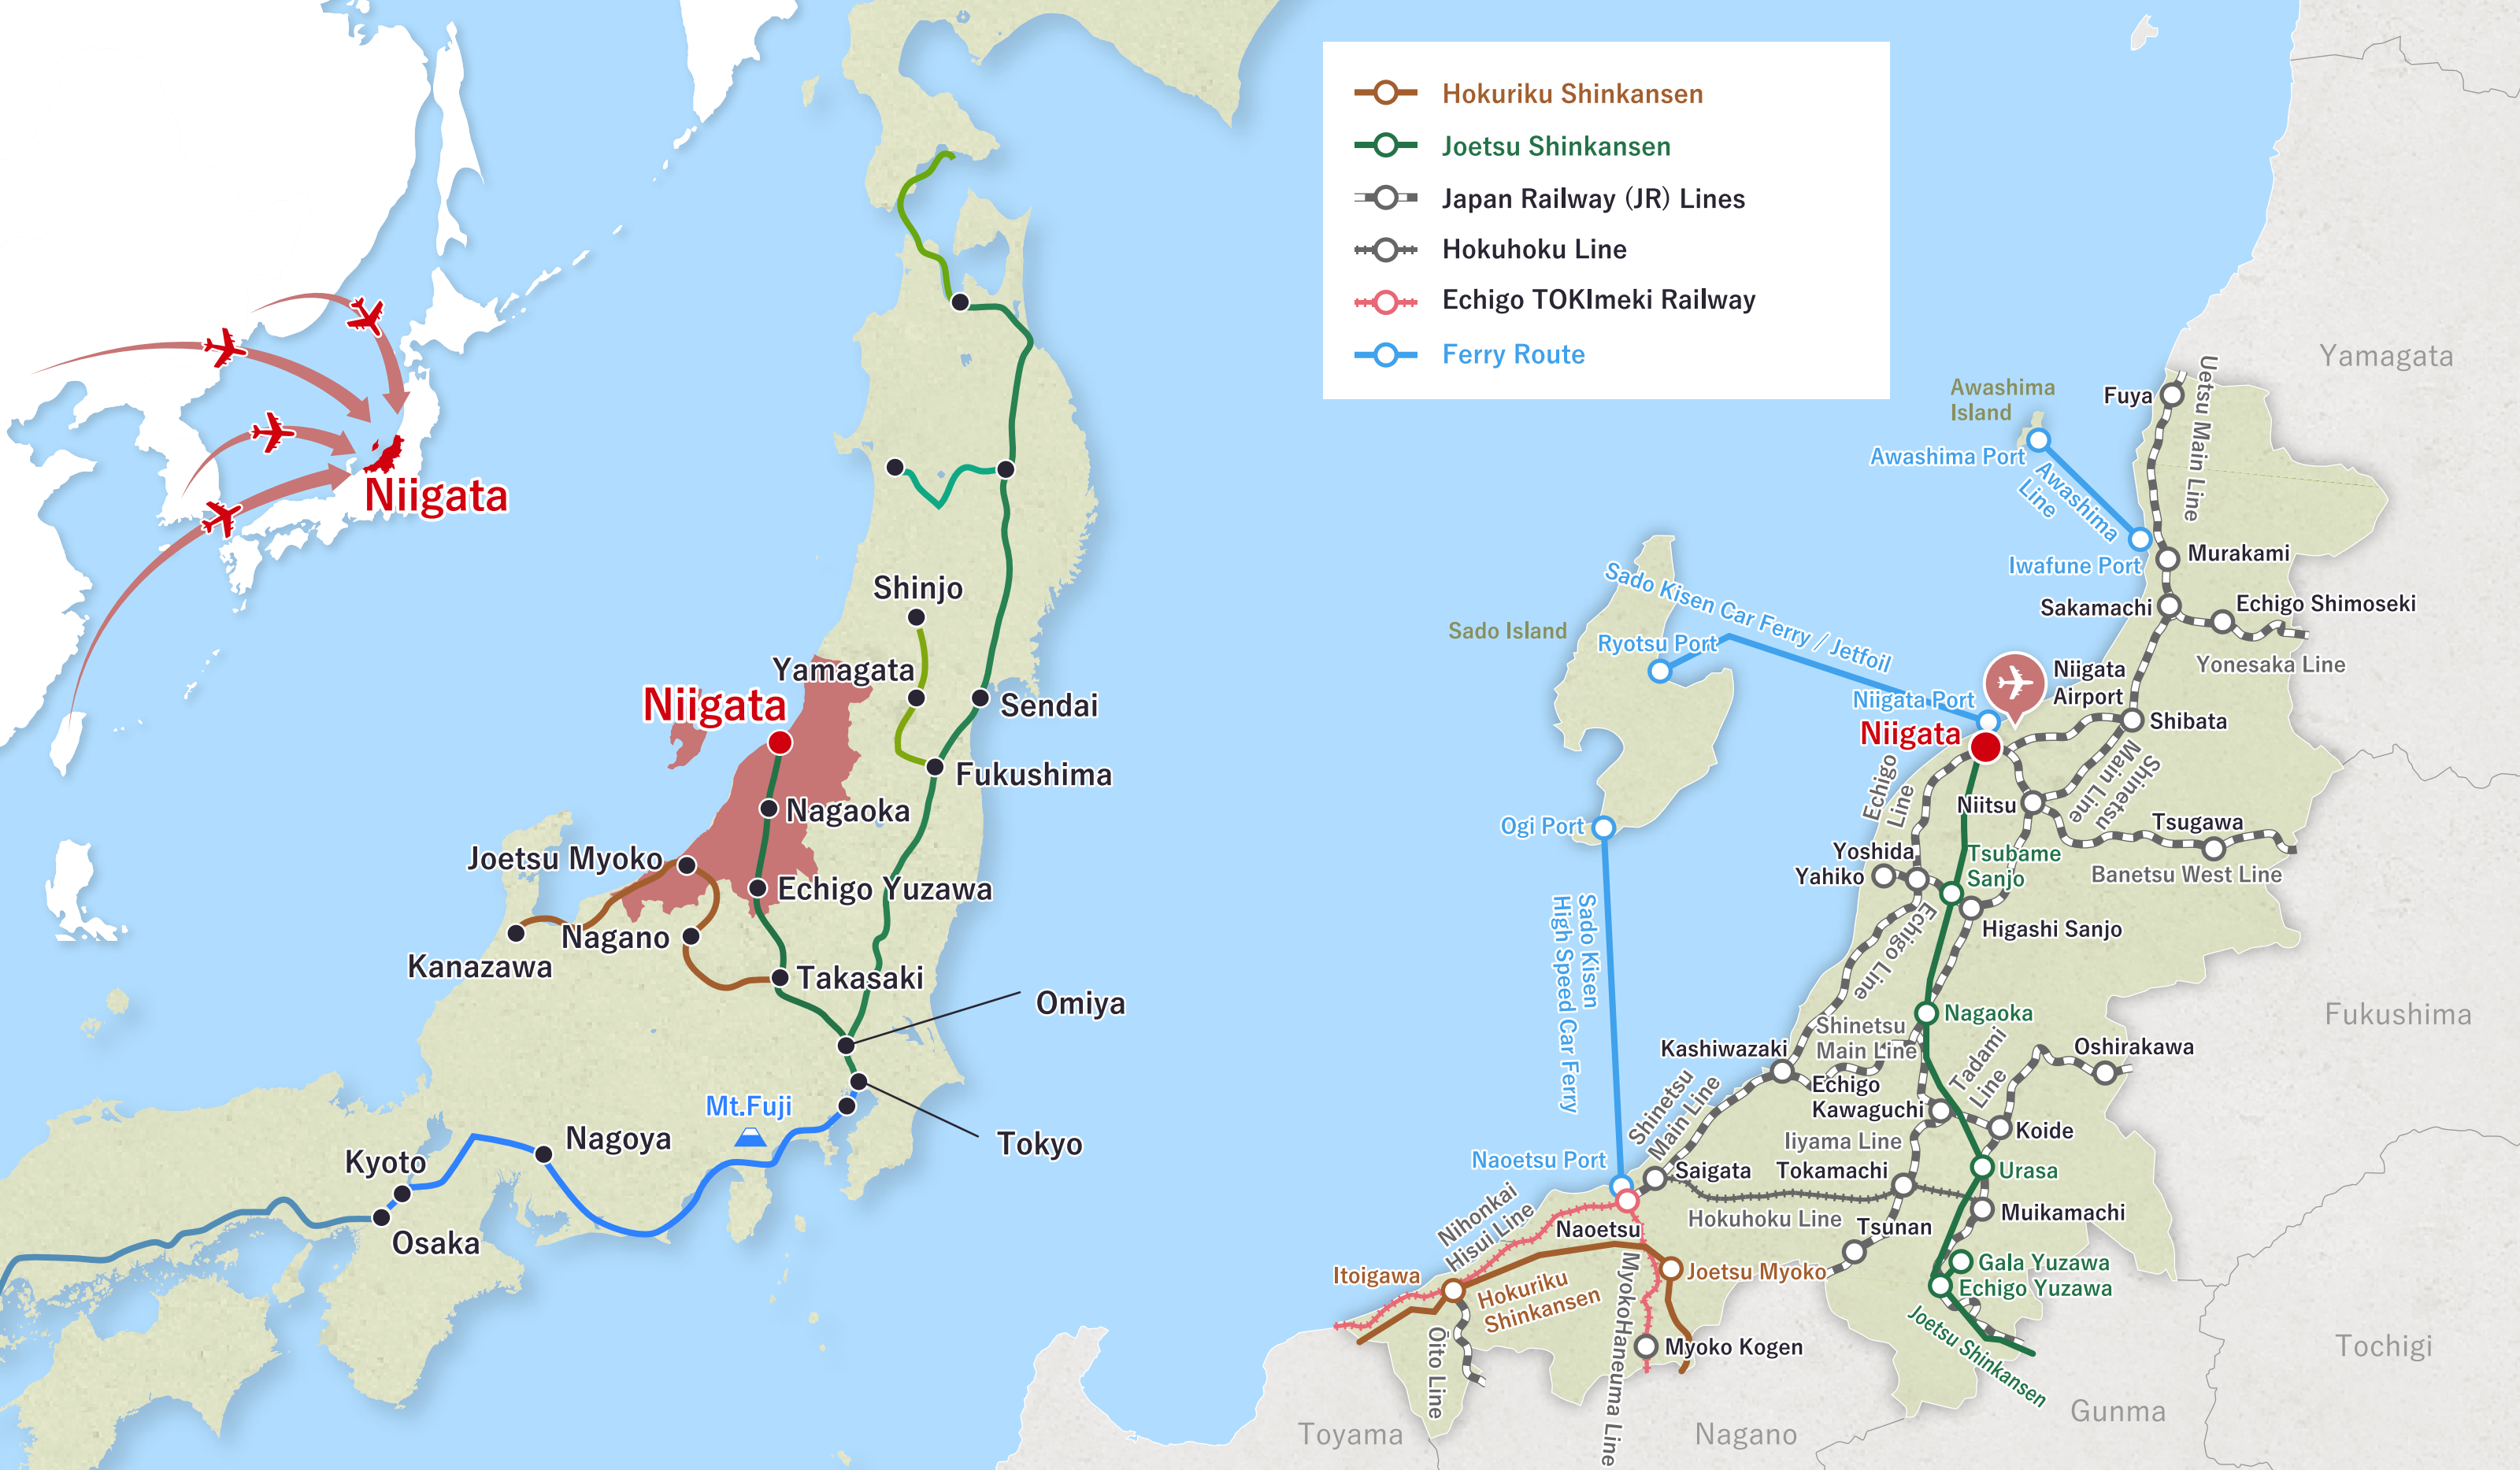 Niigata
Shinjo
Yamagata
Niigata
Sendai
Fukushima
Nagaoka
Joetsu Myoko
Echigo Yuzawa
Nagano
Kanazawa
Takasaki
Omiya
Mt.Fuji
Tokyo
Nagoya
Kyoto
Osaka
Hokuriku Shinkansen
Joetsu Shinkansen
Japan Railway (JR) Lines
Hokuhoku Line
Echigo TOKImeki Railway
Ferry Route
Yamagata
Awashima
Island
Fuya
Uetsu Main Line
Awashima Port
Awashima
Line
Iwafune Port
Murakami
Sakamachi
Echigo Shimoseki
Yonesaka Line
Sado Kisen Car Ferry / Jetfoil
Sado Island
Ryotsu Port
Niigata Port
Niigata
Airport
Niigata
Shibata
Echigo
Line
Shinetsu
Main Line
Niitsu
Tsugawa
Banetsu West Line
Ogi Port
Yoshida
Yahiko
Tsubame
Sanjo
Higashi Sanjo
Echigo Line
Sado Kisen
High Speed Car Ferry
Nagaoka
Shinetsu
Main Line
Fukushima
Kashiwazaki
Tadami
Line
Oshirakawa
Echigo
Kawaguchi
Koide
Shinetsu
Main Line
Iiyama Line
Naoetsu Port
Saigata
Tokamachi
Urasa
Nihonkai
Hisui Line
Naoetsu
Hokuhoku Line
Tsunan
Muikamachi
Itoigawa
Hokuriku
Shinkansen
Joetsu Myoko
Gala Yuzawa
Echigo Yuzawa
Joetsu Shinkansen
Ōito Line
MyokoHaneuma Line
Myoko Kogen
Tochigi
Gunma
Toyama
Nagano